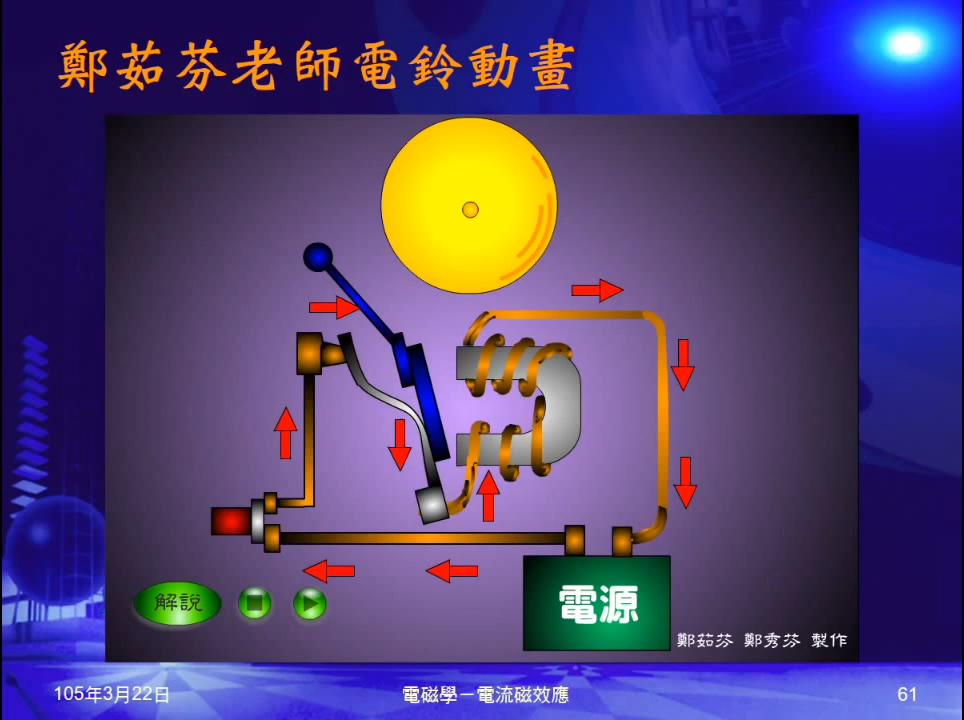 鄭茹芬老師電鈴動畫
解說
電源
鄭茹芬 鄭秀芬 製作
105年3月22日
電磁學－電流磁效應
61